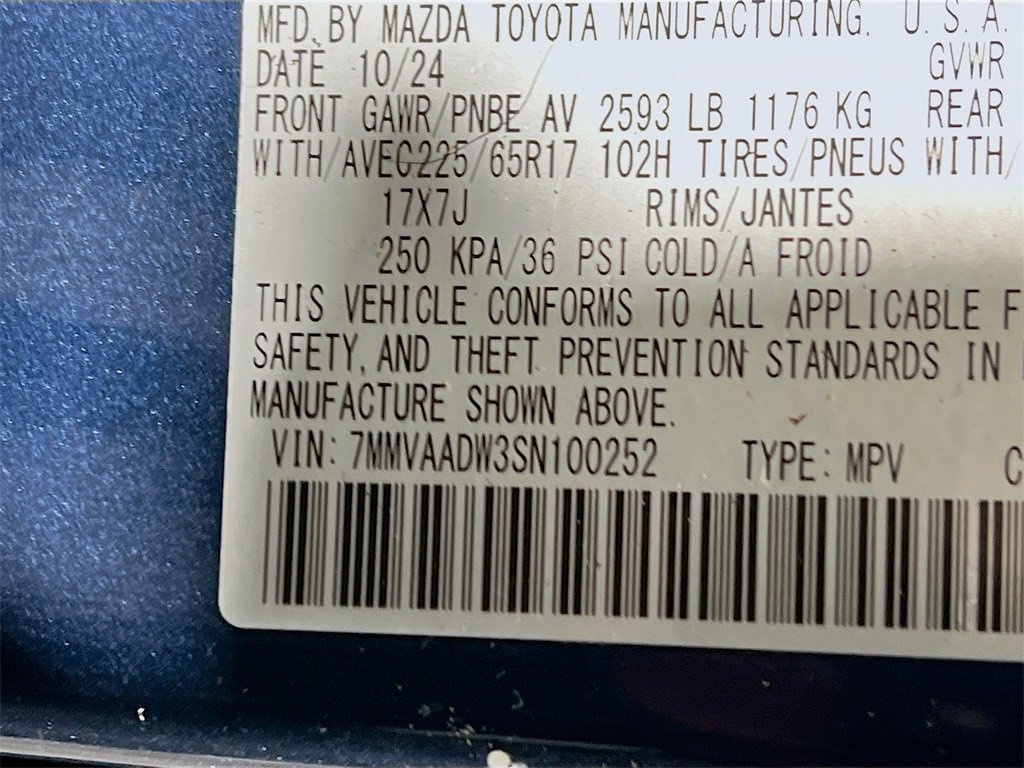 MFD. BY MAZDA TOYOTA MANUFACTURING. U. S. A.
DATE 10/24 GVWR
FRONT GAWR/PNBE AV 2593 LB 1176 KG REAR
WITH/AVEC225/65R17 102H TIRES/PNEUS WITH/
17X7J RIMS/JANTES
250 KPA/36 PSI COLD/A FROID
THIS VEHICLE CONFORMS TO ALL APPLICABLE F
SAFETY, AND THEFT PREVENTION STANDARDS IN
MANUFACTURE SHOWN ABOVE.
VIN: 7MMVAADW3SN100252 TYPE: MPV C